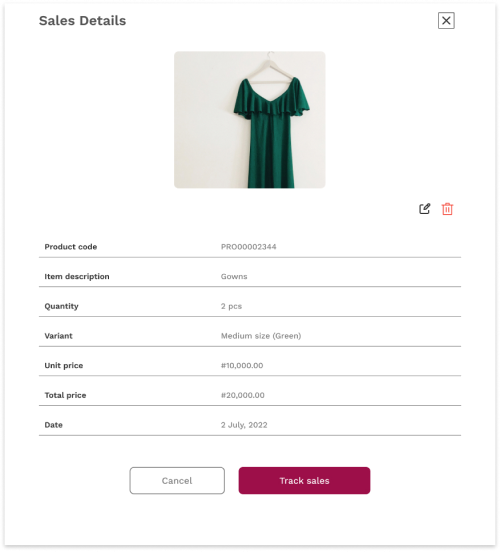 Sales Details
Product code PRO00002344
Item description Gowns
Quantity 2 pcs
Variant Medium size (Green)
Unit price #10,000.00
Total price #20,000.00
Date 2 July, 2022
Cancel Track sales